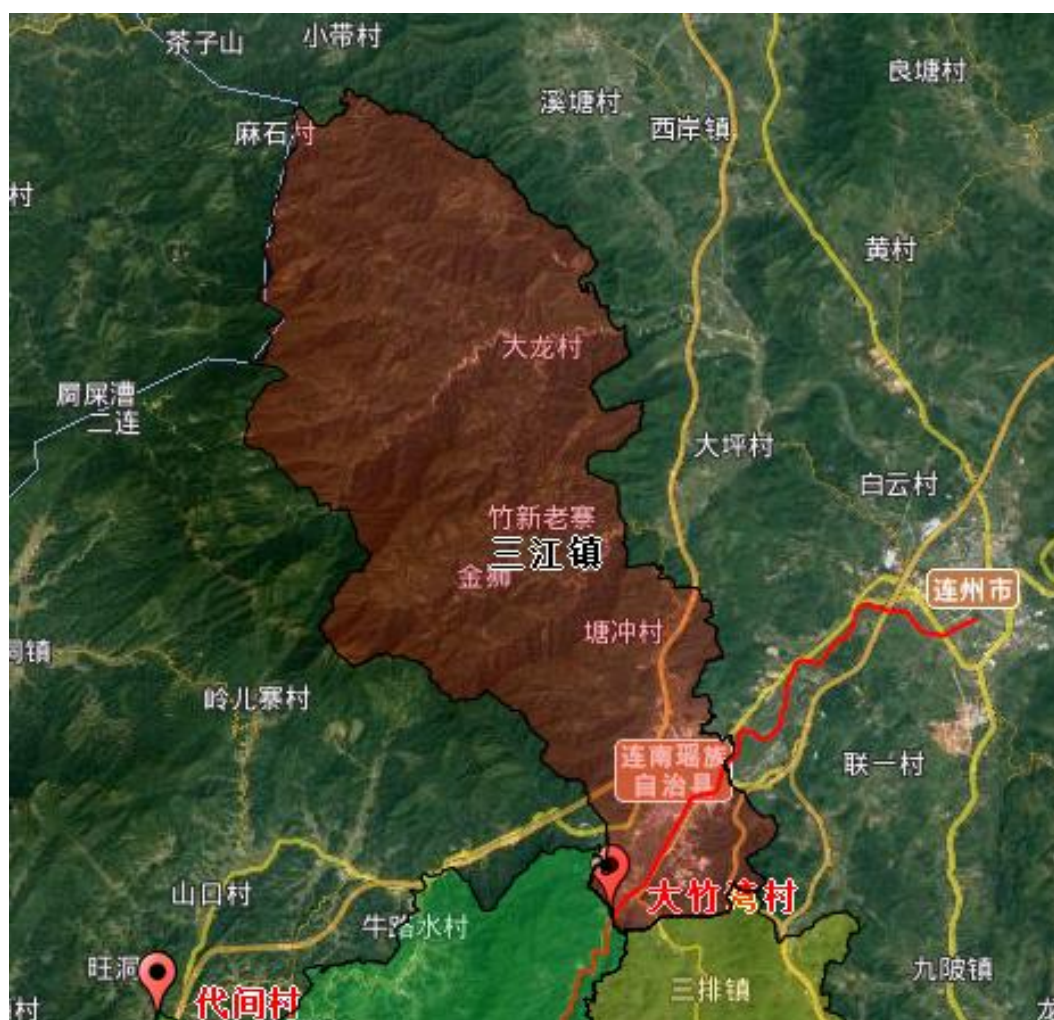 茶子山
小带村
良塘村
溪塘村
西岸镇
麻石村
村
黄村
大龙村
二连
大坪村
白云村
竹新老寨
三江镇
金狮
连州市
塘冲村
洞镇
岭儿寨村
连南瑶族
自治县
联一村
山口村
大竹湾村
牛路水村
旺洞
九陂镇
代间村
三排镇
村
龙